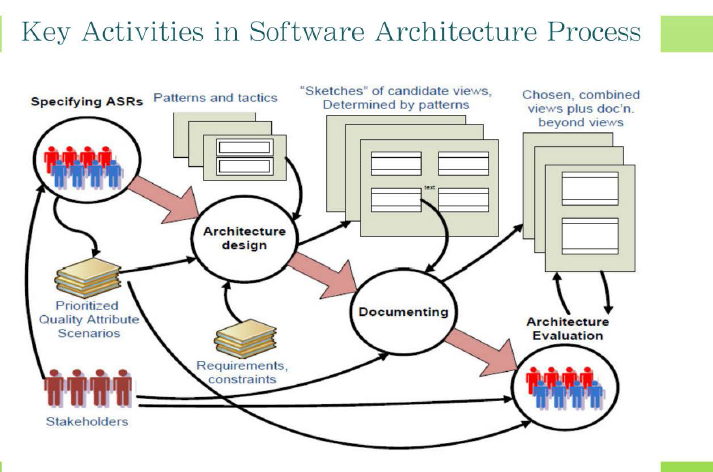 Key Activities in Software Architecture Process
Specifying ASRs
Patterns and tactics
"Sketches" of candidate views,
Determined by patterns
Chosen, combined
views plus doc'n.
beyond views
text
Architecture
design
Prioritized
Quality Attribute
Scenarios
Documenting
Requirements,
constraints
Architecture
Evaluation
Stakeholders